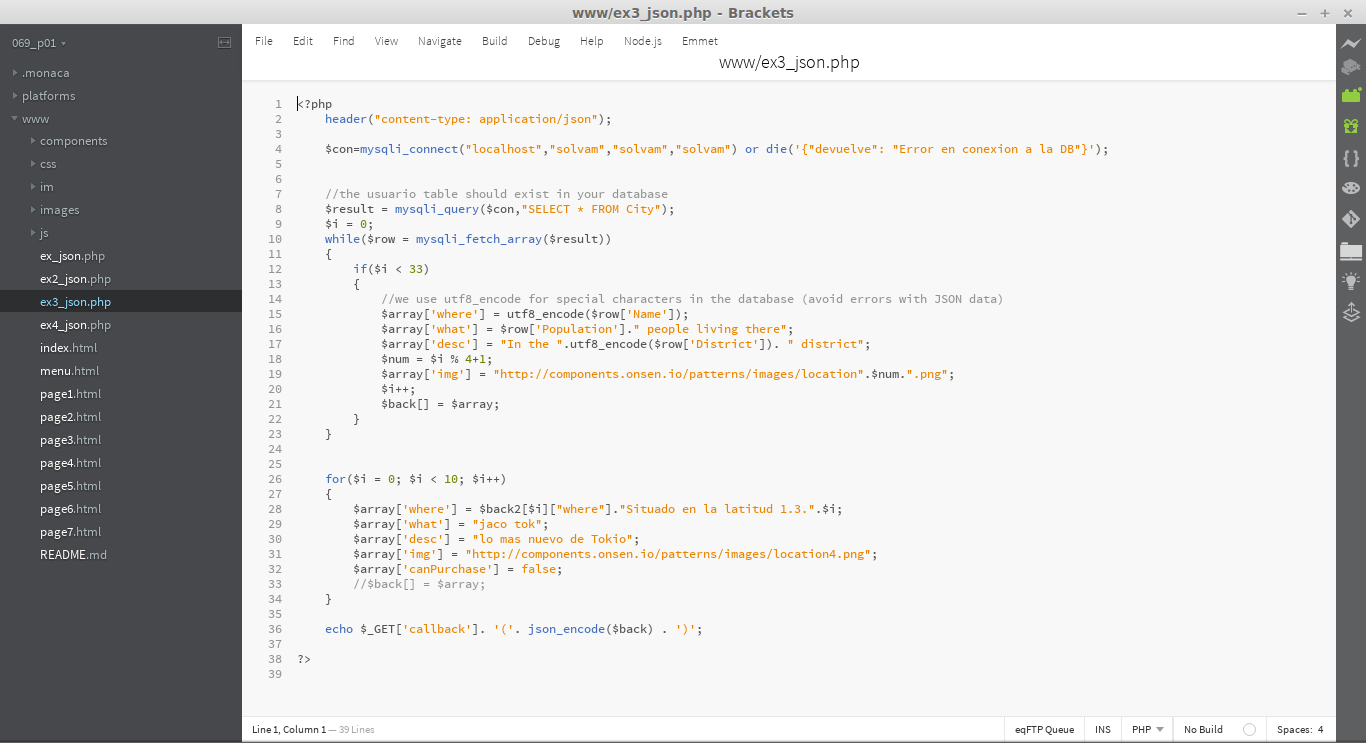 www/ex3_json.php - Brackets
069_p01
.monaca
platforms
www
components
css
im
images
js
ex_json.php
ex2_json.php
ex3_json.php
ex4_json.php
index.html
menu.html
page1.html
page2.html
page3.html
page4.html
page5.html
page6.html
page7.html
README.md
File Edit Find View Navigate Build Debug Help Node.js Emmet
www/ex3_json.php
1 <?php
2     header("content-type: application/json");
3
4     $con=mysqli_connect("localhost","solvam","solvam","solvam") or die('{"devuelve": "Error en conexion a la DB"}');
5
6
7     //the usuario table should exist in your database
8     $result = mysqli_query($con,"SELECT * FROM City");
9     $i = 0;
10     while($row = mysqli_fetch_array($result))
11     {
12         if($i < 33)
13         {
14             //we use utf8_encode for special characters in the database (avoid errors with JSON data)
15             $array['where'] = utf8_encode($row['Name']);
16             $array['what'] = $row['Population']." people living there";
17             $array['desc'] = "In the ".utf8_encode($row['District']). " district";
18             $num = $i % 4+1;
19             $array['img'] = "http://components.onsen.io/patterns/images/location".$num.".png";
20             $i++;
21             $back[] = $array;
22         }
23     }
24
25
26     for($i = 0; $i < 10; $i++)
27     {
28         $array['where'] = $back2[$i]["where"]."Situado en la latitud 1.3.".$i;
29         $array['what'] = "jaco tok";
30         $array['desc'] = "lo mas nuevo de Tokio";
31         $array['img'] = "http://components.onsen.io/patterns/images/location4.png";
32         $array['canPurchase'] = false;
33         //$back[] = $array;
34     }
35
36     echo $_GET['callback']. '('. json_encode($back) . ')';
37
38 ?>
39
Line 1, Column 1 — 39 Lines
eqFTP Queue INS PHP No Build Spaces: 4